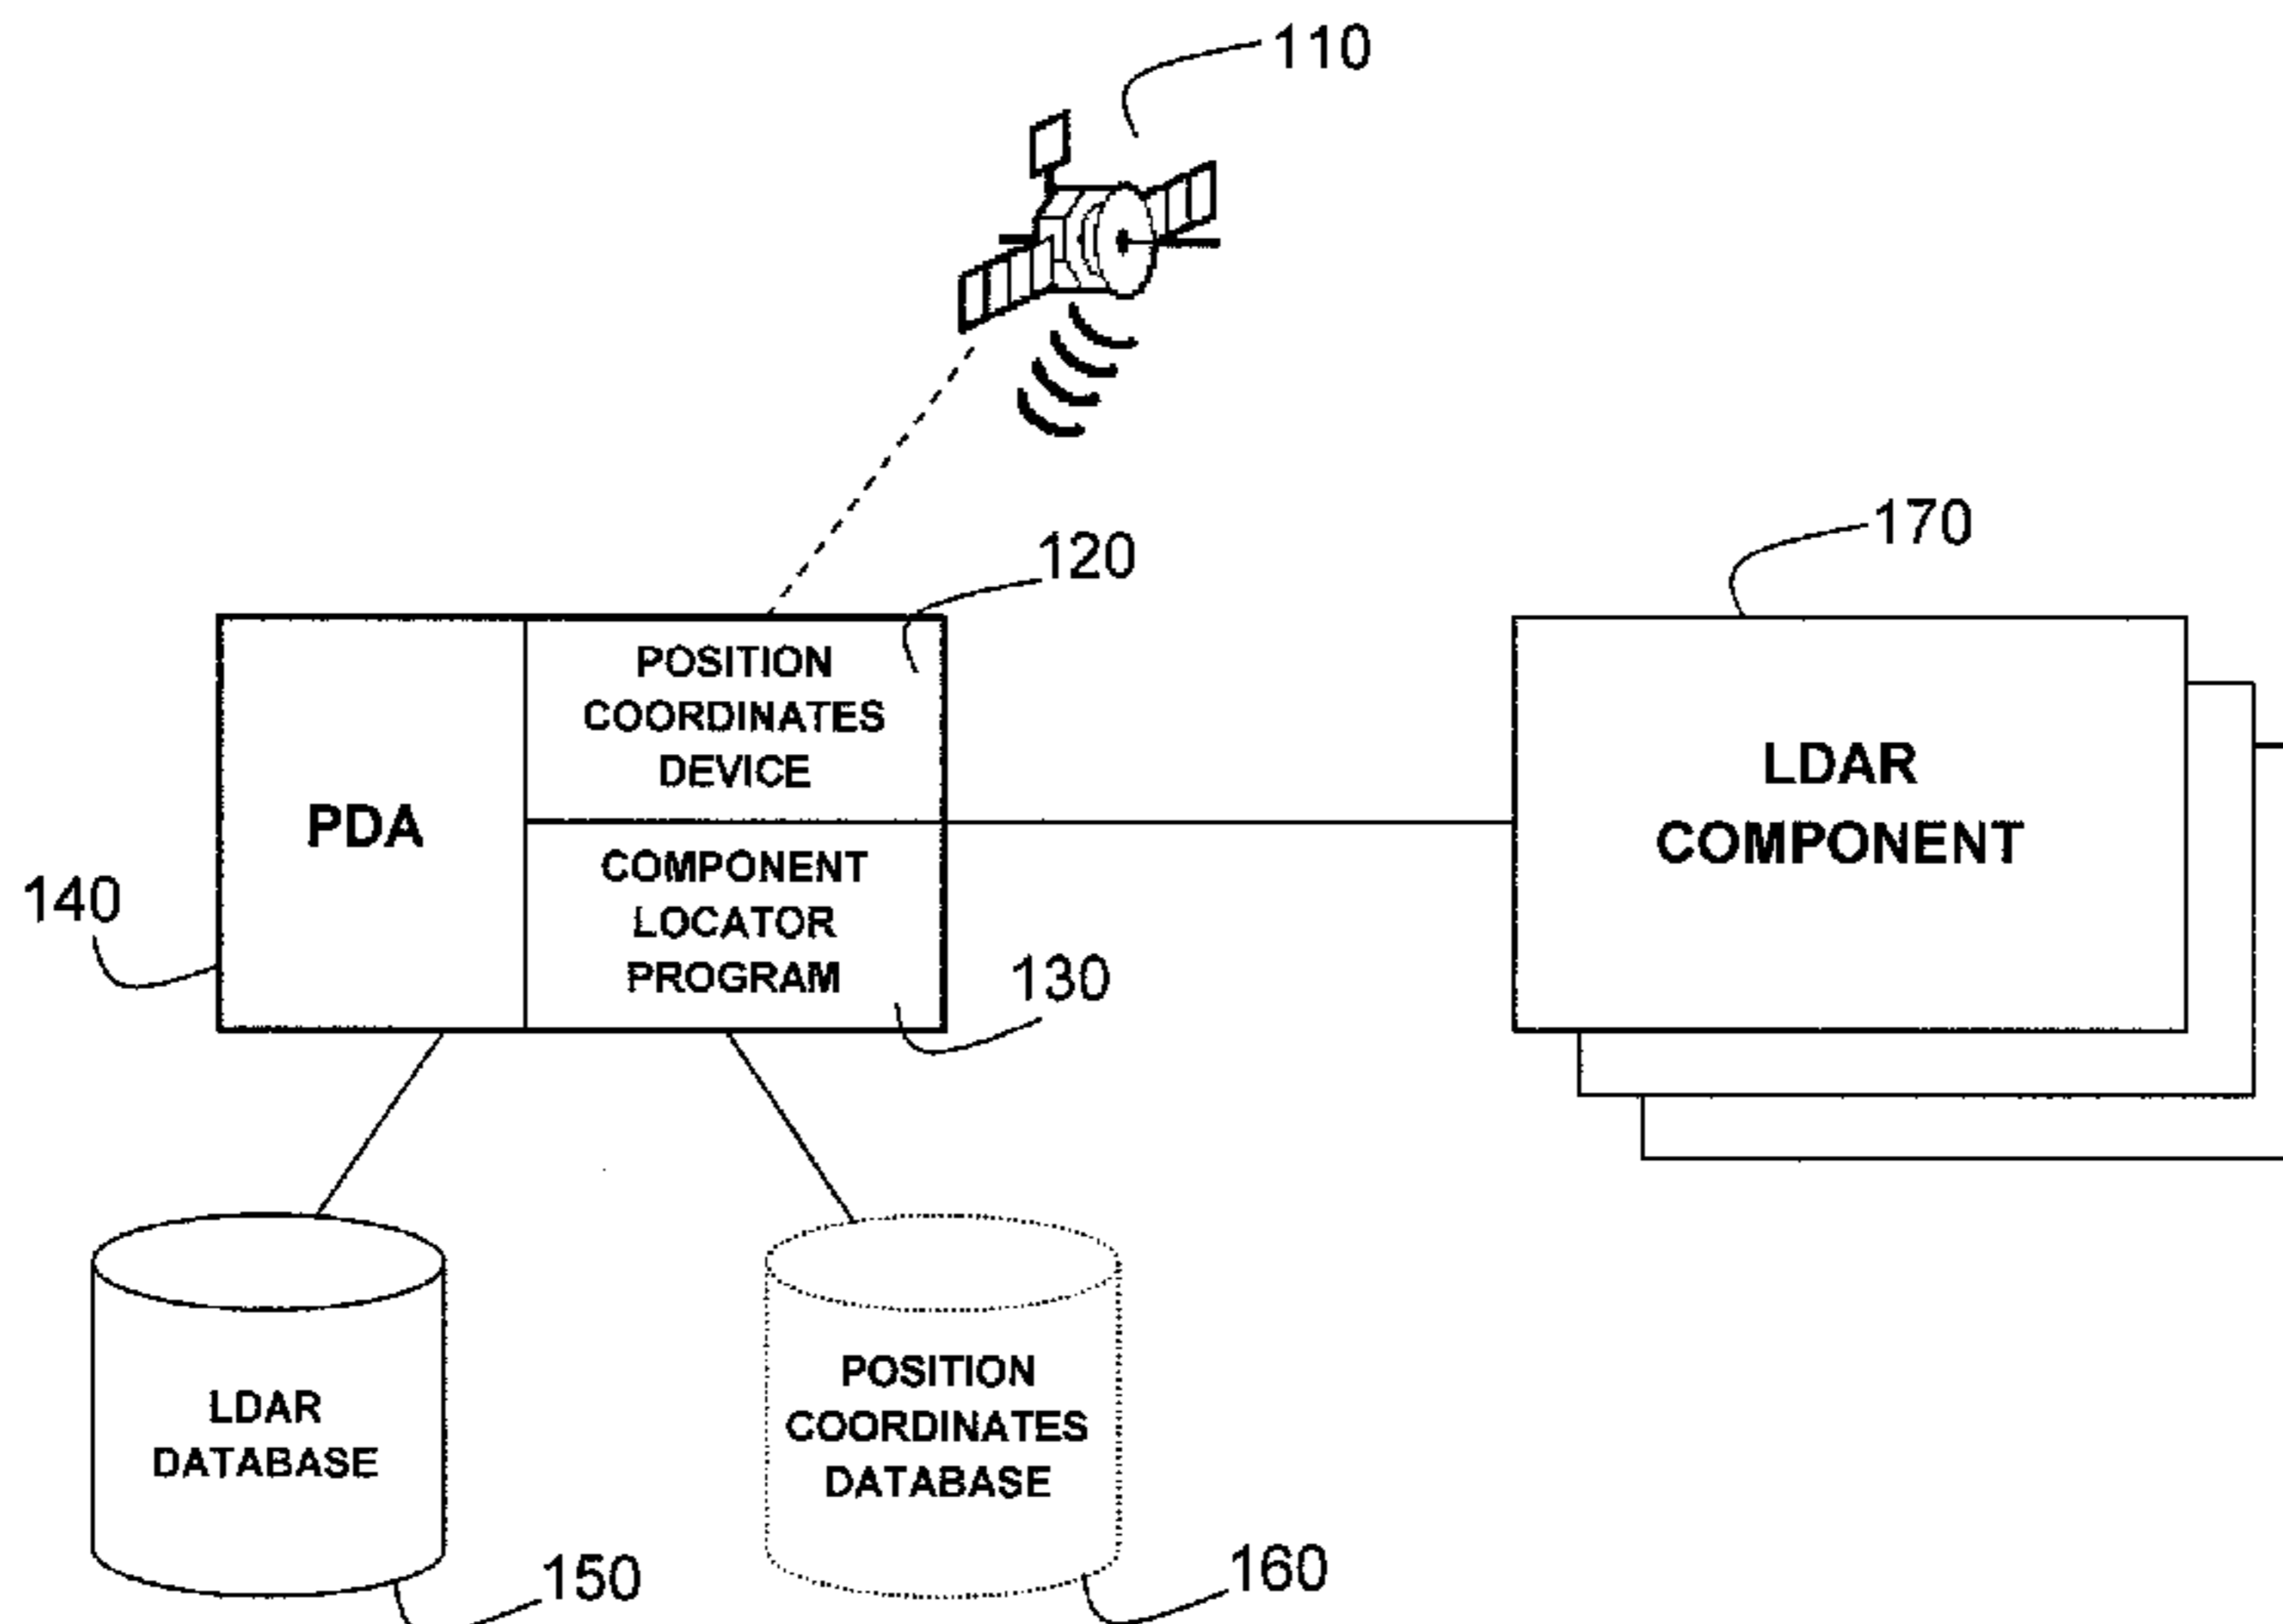 110
120
170
POSITION
COORDINATES
DEVICE
LDAR
COMPONENT
PDA
COMPONENT
LOCATOR
PROGRAM
140
130
LDAR
DATABASE
POSITION
COORDINATES
DATABASE
150
160